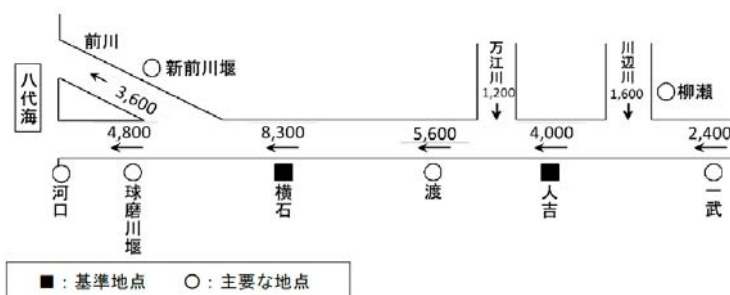 前川
新前川堰
八代海
3,600
万江川
1,200
川辺川
1,600
柳瀬
4,800
8,300
5,600
4,000
2,400
河口
球磨川堰
横石
渡
人吉
一武
■：基準地点 ○：主要な地点